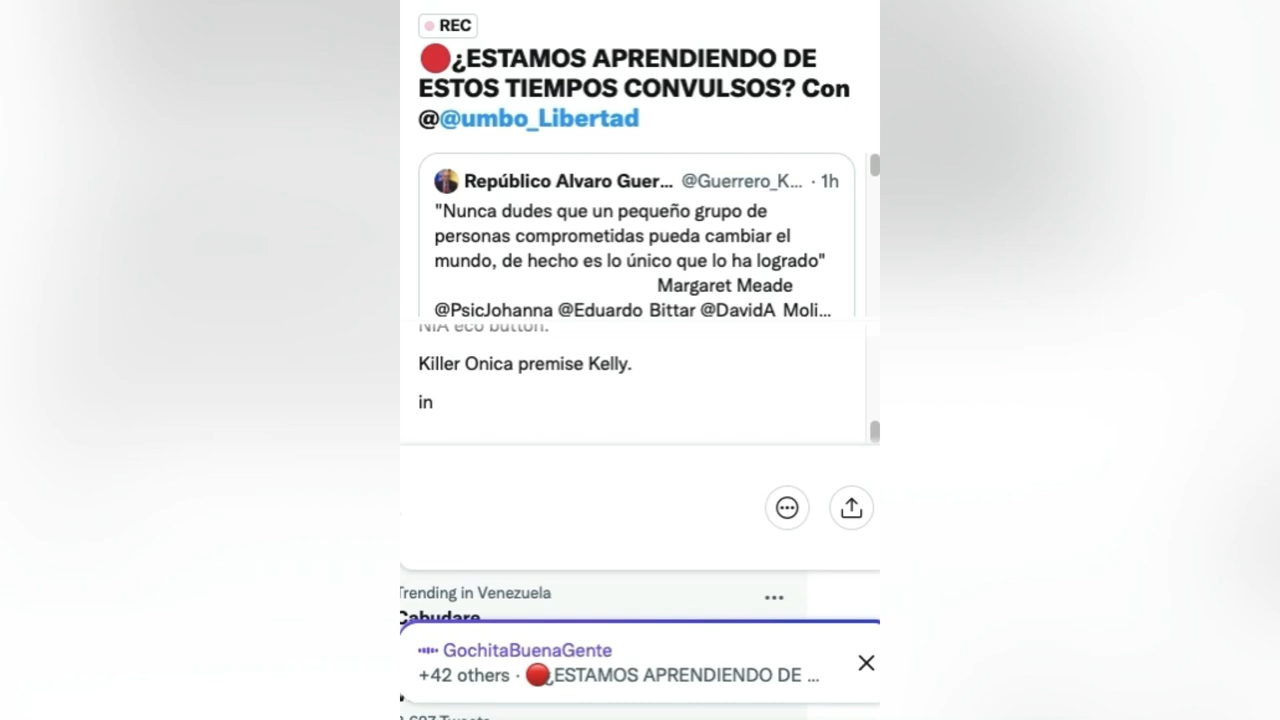 REC
🔴¿ESTAMOS APRENDIENDO DE
ESTOS TIEMPOS CONVULSOS? Con
@@umbo_Libertad
Repúblico Alvaro Guer... @Guerrero_K... · 1h
"Nunca dudes que un pequeño grupo de
personas comprometidas pueda cambiar el
mundo, de hecho es lo único que lo ha logrado"
Margaret Meade
@PsicJohanna @Eduardo_Bittar @DavidA_Moli...
NIA eco button.
Killer Onica premise Kelly.
in
Trending in Venezuela
Cabudare
GochitaBuenaGente
+42 others · 🔴¿ESTAMOS APRENDIENDO DE ...
Tweets